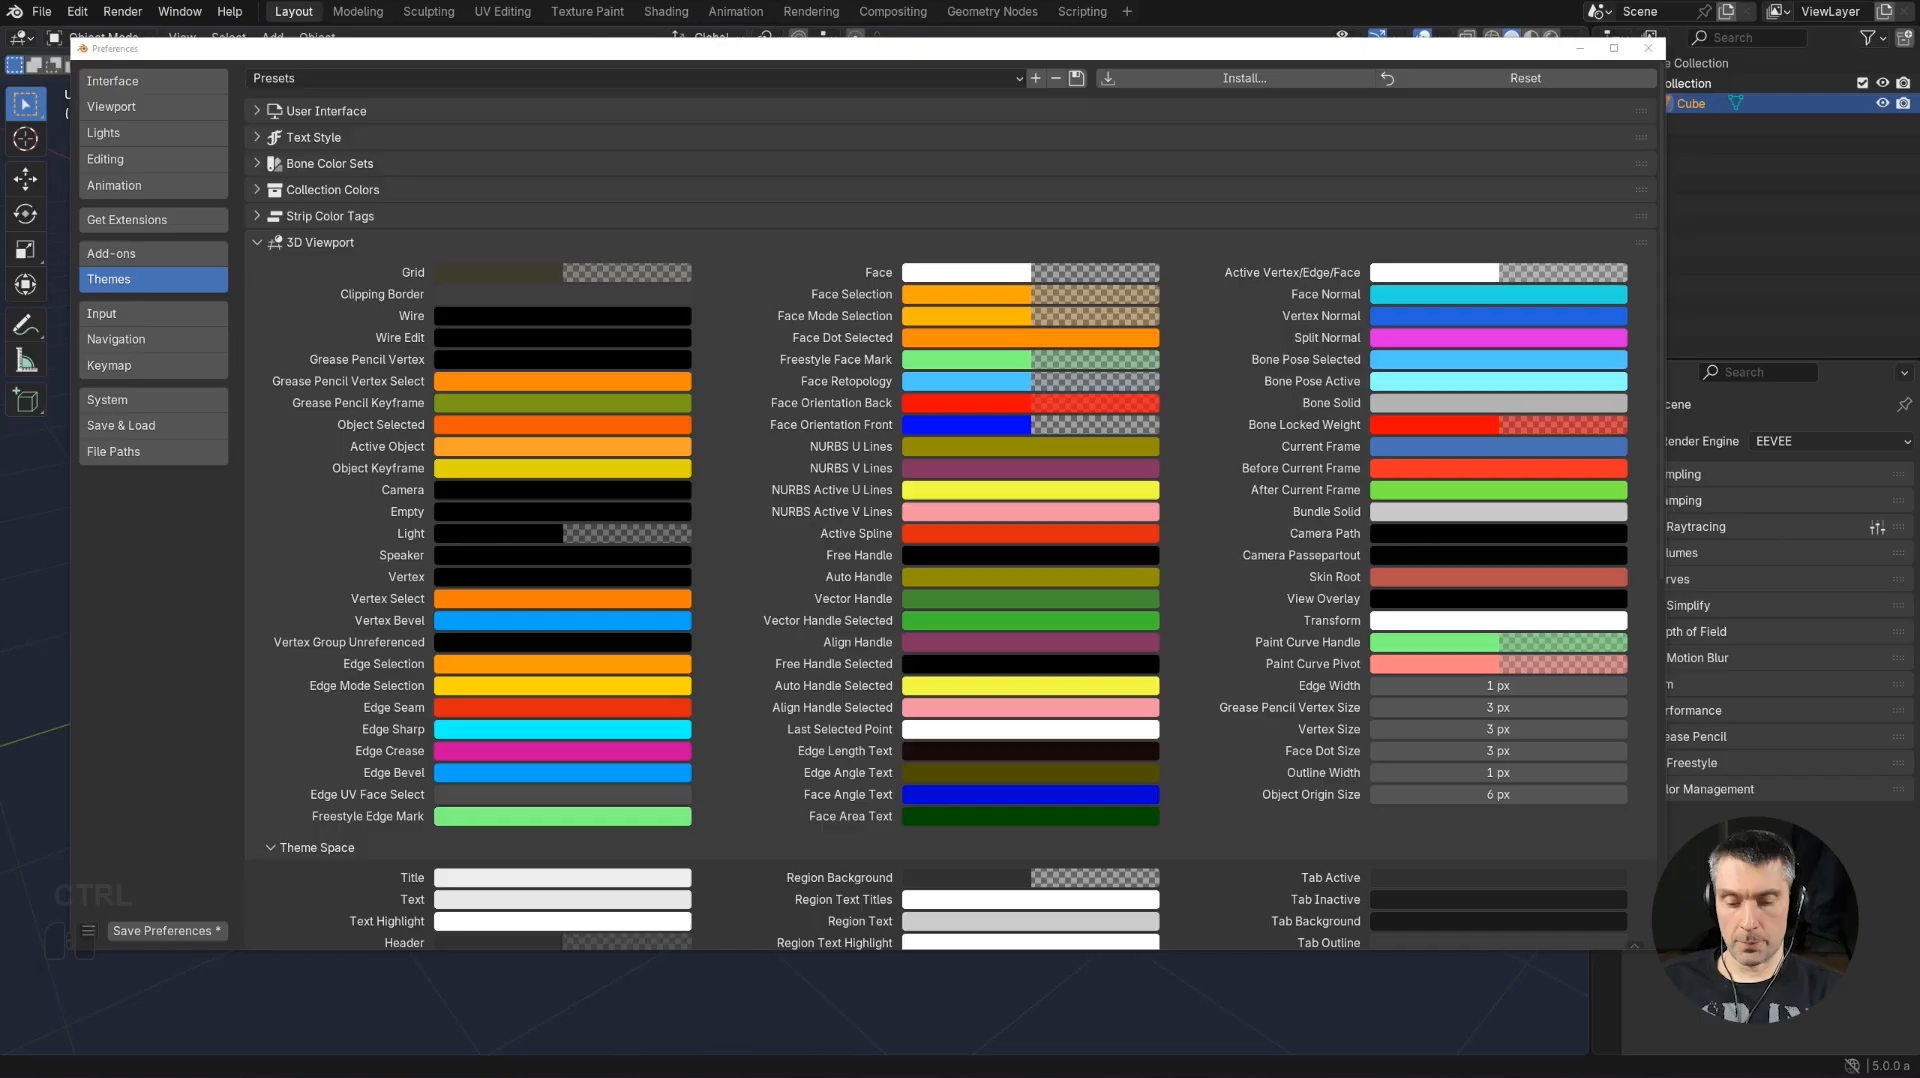 File Edit Render Window Help Layout Modeling Sculpting UV Editing Texture Paint Shading Animation Rendering Compositing Geometry Nodes Scripting + Scene ViewLayer
Search
Preferences
Collection
Presets Install... Reset
ollection
Cube
Interface
Viewport
Lights
Editing
Animation
Get Extensions
Add-ons
Themes
Input
Navigation
Keymap
System
Save & Load
File Paths
User Interface
Text Style
Bone Color Sets
Collection Colors
Strip Color Tags
3D Viewport
Grid
Clipping Border
Wire
Wire Edit
Grease Pencil Vertex
Grease Pencil Vertex Select
Grease Pencil Keyframe
Object Selected
Active Object
Object Keyframe
Camera
Empty
Light
Speaker
Vertex
Vertex Select
Vertex Bevel
Vertex Group Unreferenced
Edge Selection
Edge Mode Selection
Edge Seam
Edge Sharp
Edge Crease
Edge Bevel
Edge UV Face Select
Freestyle Edge Mark
Face
Face Selection
Face Mode Selection
Face Dot Selected
Freestyle Face Mark
Face Retopology
Face Orientation Back
Face Orientation Front
NURBS U Lines
NURBS V Lines
NURBS Active U Lines
NURBS Active V Lines
Active Spline
Free Handle
Auto Handle
Vector Handle
Vector Handle Selected
Align Handle
Free Handle Selected
Auto Handle Selected
Align Handle Selected
Last Selected Point
Edge Length Text
Edge Angle Text
Face Angle Text
Face Area Text
Active Vertex/Edge/Face
Face Normal
Vertex Normal
Split Normal
Bone Pose Selected
Bone Pose Active
Bone Solid
Bone Locked Weight
Current Frame
Before Current Frame
After Current Frame
Bundle Solid
Camera Path
Camera Passepartout
Skin Root
View Overlay
Transform
Paint Curve Handle
Paint Curve Pivot
Edge Width 1 px
Grease Pencil Vertex Size 3 px
Vertex Size 3 px
Face Dot Size 3 px
Outline Width 1 px
Object Origin Size 6 px
Theme Space
Title
Text
Text Highlight
Header
Region Background
Region Text Titles
Region Text
Region Text Highlight
Tab Active
Tab Inactive
Tab Background
Tab Outline
CTRL
Save Preferences *
Search
cene
ender Engine EEVEE
mpling
amping
Raytracing
lumes
rves
Simplify
pth of Field
Motion Blur
m
rformance
ease Pencil
Freestyle
lor Management
5.0.0 a